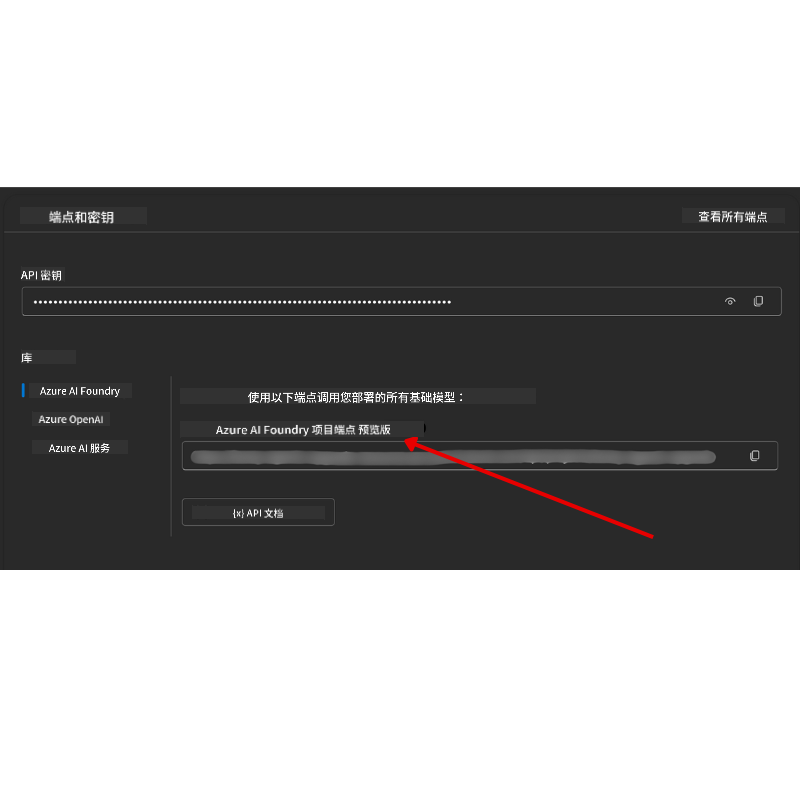 端点和密钥
查看所有端点
API 密钥
库
Azure AI Foundry
Azure OpenAI
Azure AI 服务
使用以下端点调用您部署的所有基础模型：
Azure AI Foundry 项目端点 预览版
{x} API 文档